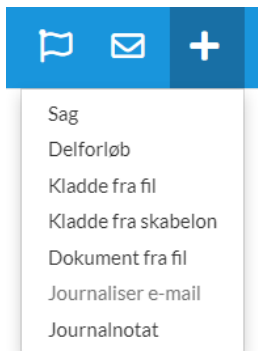 Sag
Delforløb
Kladde fra fil
Kladde fra skabelon
Dokument fra fil
Journaliser e-mail
Journalnotat